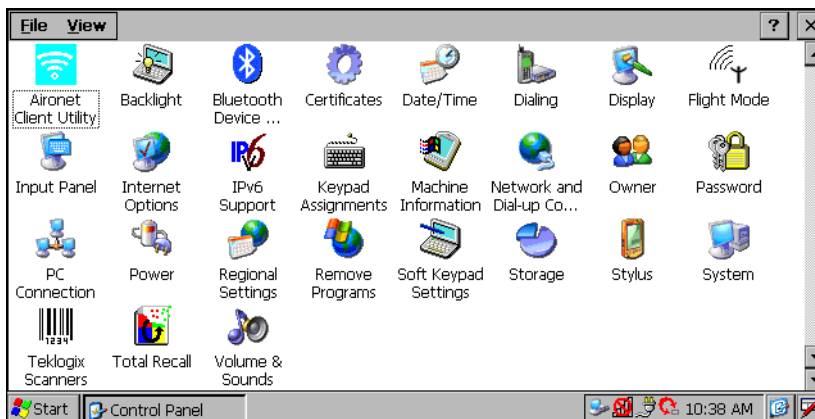 File View ?
Aironet Client Utility
Backlight
Bluetooth Device ...
Certificates
Date/Time
Dialing
Display
Flight Mode
Input Panel
Internet Options
IPv6
IPv6 Support
Keypad Assignments
Machine Information
Network and Dial-up Co...
Owner
Password
PC Connection
Power
Regional Settings
Remove Programs
Soft Keypad Settings
Storage
Stylus
System
1234
Teklogix Scanners
Total Recall
Volume & Sounds
Start Control Panel 10:38 AM